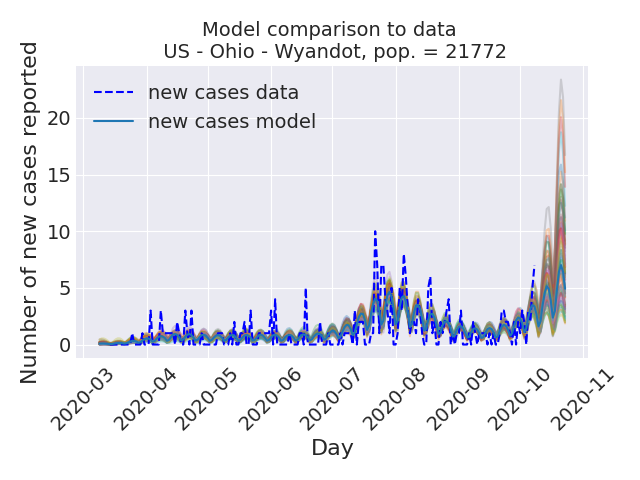 Model comparison to data
US - Ohio - Wyandot, pop. = 21772
Number of new cases reported
new cases data
new cases model
20
15
10
5
0
2020-03
2020-04
2020-05
2020-06
2020-07
2020-08
2020-09
2020-10
2020-11
Day